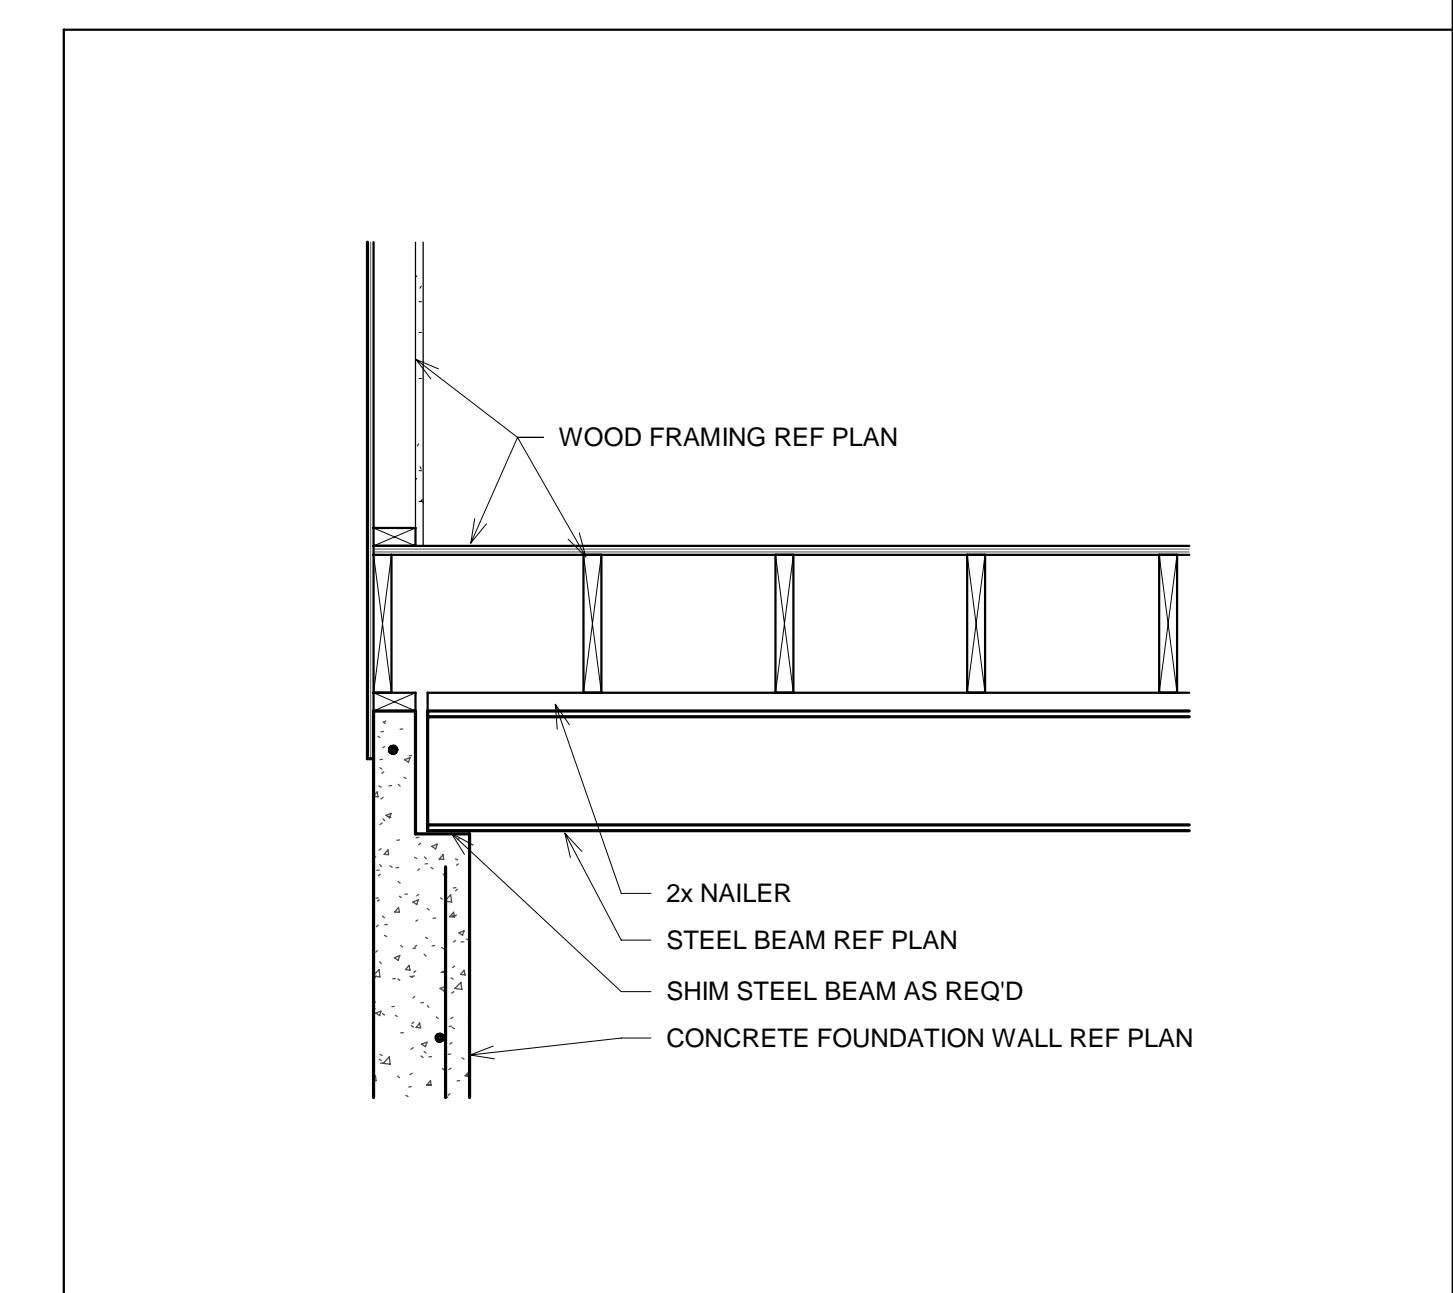 WOOD FRAMING REF PLAN
2x NAILER
STEEL BEAM REF PLAN
SHIM STEEL BEAM AS REQ'D
CONCRETE FOUNDATION WALL REF PLAN